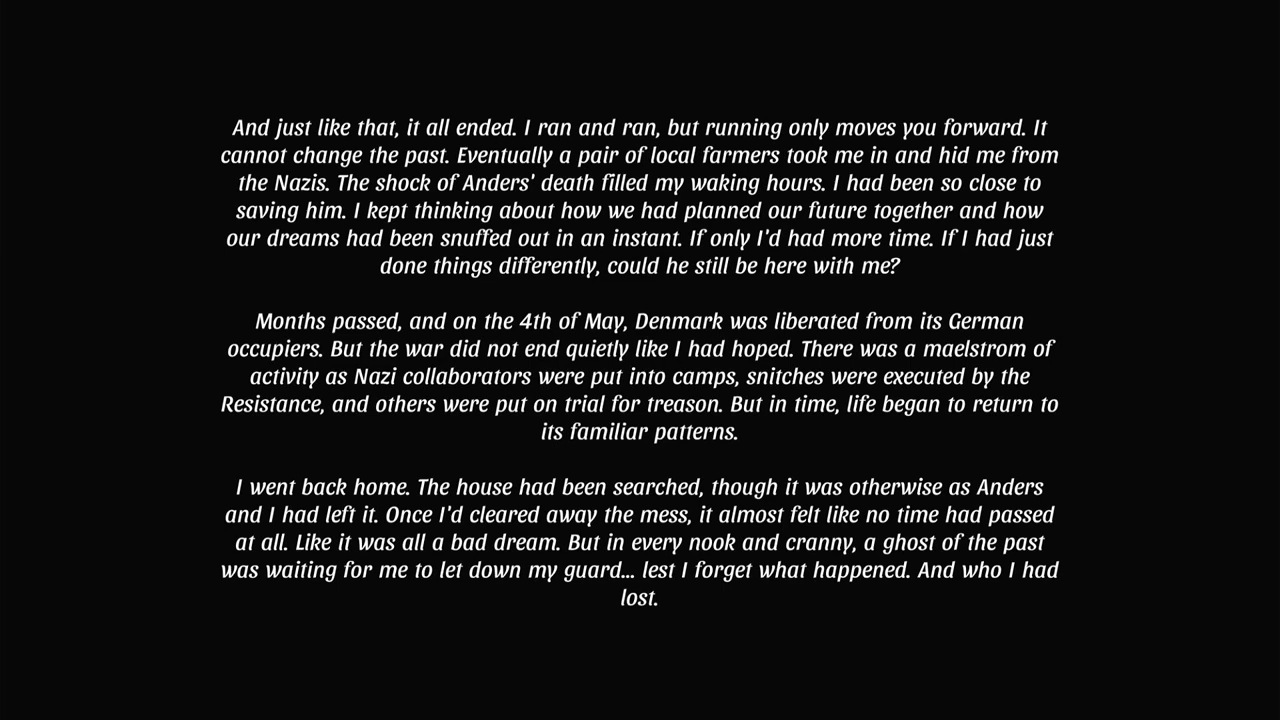 And just like that, it all ended. I ran and ran, but running only moves you forward. It
cannot change the past. Eventually a pair of local farmers took me in and hid me from
the Nazis. The shock of Anders' death filled my waking hours. I had been so close to
saving him. I kept thinking about how we had planned our future together and how
our dreams had been snuffed out in an instant. If only I'd had more time. If I had just
done things differently, could he still be here with me?
Months passed, and on the 4th of May, Denmark was liberated from its German
occupiers. But the war did not end quietly like I had hoped. There was a maelstrom of
activity as Nazi collaborators were put into camps, snitches were executed by the
Resistance, and others were put on trial for treason. But in time, life began to return to
its familiar patterns.
I went back home. The house had been searched, though it was otherwise as Anders
and I had left it. Once I'd cleared away the mess, it almost felt like no time had passed
at all. Like it was all a bad dream. But in every nook and cranny, a ghost of the past
was waiting for me to let down my guard... lest I forget what happened. And who I had
lost.